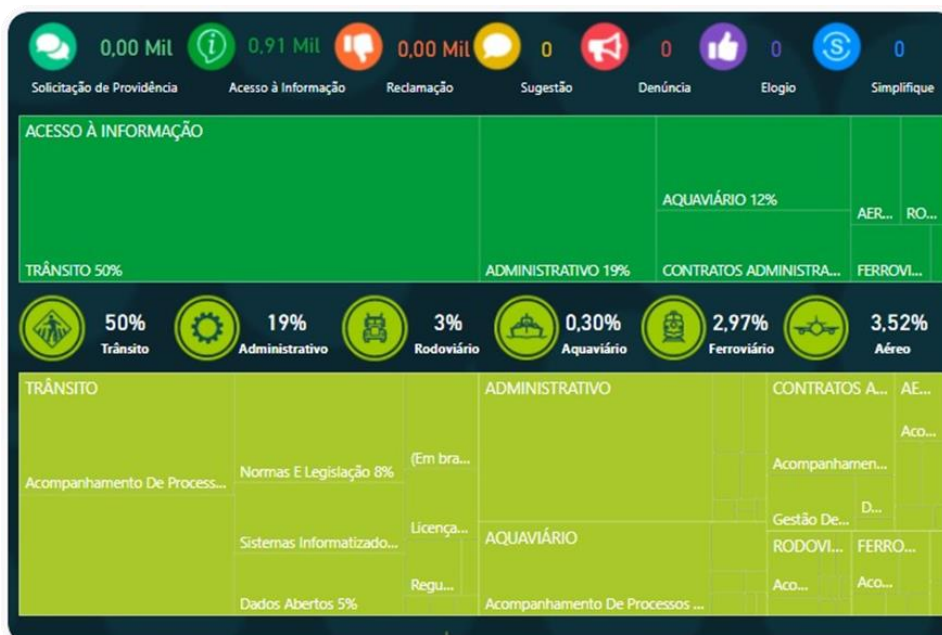 0,00 Mil
0,91 Mil
0,00 Mil
0
0
0
0
Solicitação de Providência
Acesso à Informação
Reclamação
Sugestão
Denúncia
Elogio
Simplifique
ACESSO À INFORMAÇÃO
AQUAVIÁRIO 12%
AER...
RO...
TRÂNSITO 50%
ADMINISTRATIVO 19%
CONTRATOS ADMINISTRA...
FERROVI...
50%
19%
3%
0,30%
2,97%
3,52%
Trânsito
Administrativo
Rodoviário
Aquaviário
Ferroviário
Aéreo
TRÂNSITO
ADMINISTRATIVO
CONTRATOS A...
AE...
Aco...
(Em bra...
Normas E Legislação 8%
Acompanhamen...
Acompanhamento De Process...
D...
Gestão De...
Licença...
Sistemas Informatizado...
AQUAVIÁRIO
RODOVI...
FERRO...
Regu...
Aco...
Aco...
Dados Abertos 5%
Acompanhamento De Processos ...